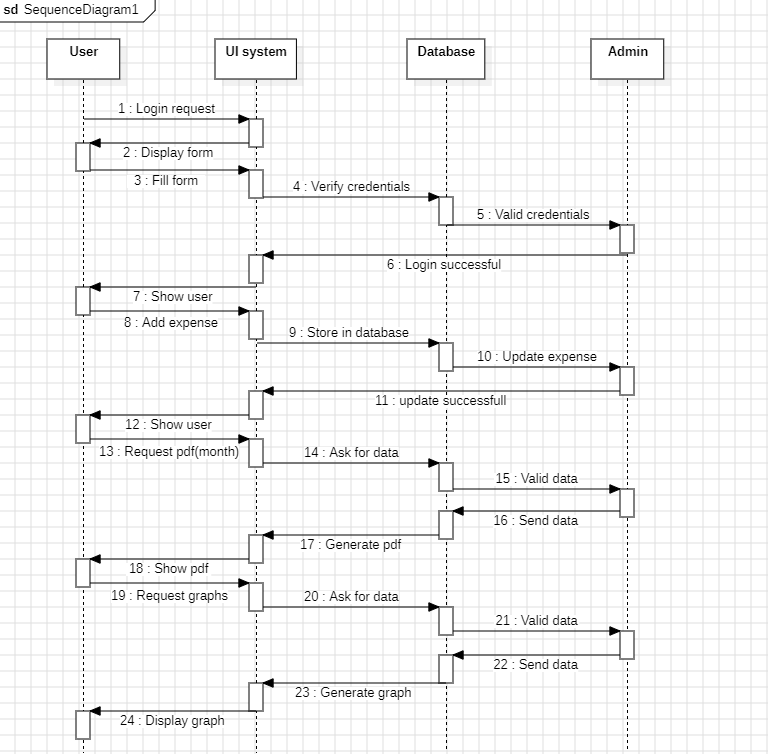 sd SequenceDiagram1
User
UI system
Database
Admin
1 : Login request
2 : Display form
3 : Fill form
4 : Verify credentials
5 : Valid credentials
6 : Login successful
7 : Show user
8 : Add expense
9 : Store in database
10 : Update expense
11 : update successfull
12 : Show user
13 : Request pdf(month)
14 : Ask for data
15 : Valid data
16 : Send data
17 : Generate pdf
18 : Show pdf
19 : Request graphs
20 : Ask for data
21 : Valid data
22 : Send data
23 : Generate graph
24 : Display graph